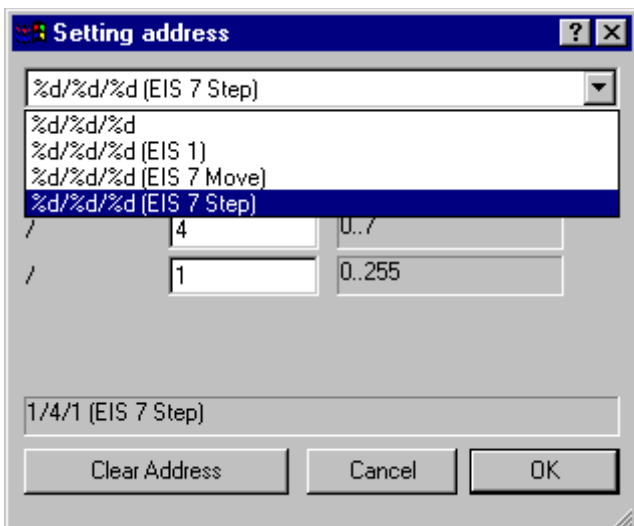 Setting address
%d/%d/%d (EIS 7 Step)
%d/%d/%d
%d/%d/%d (EIS 1)
%d/%d/%d (EIS 7 Move)
%d/%d/%d (EIS 7 Step)
/ 4 0..7
/ 1 0..255
1/4/1 (EIS 7 Step)
Clear Address Cancel OK